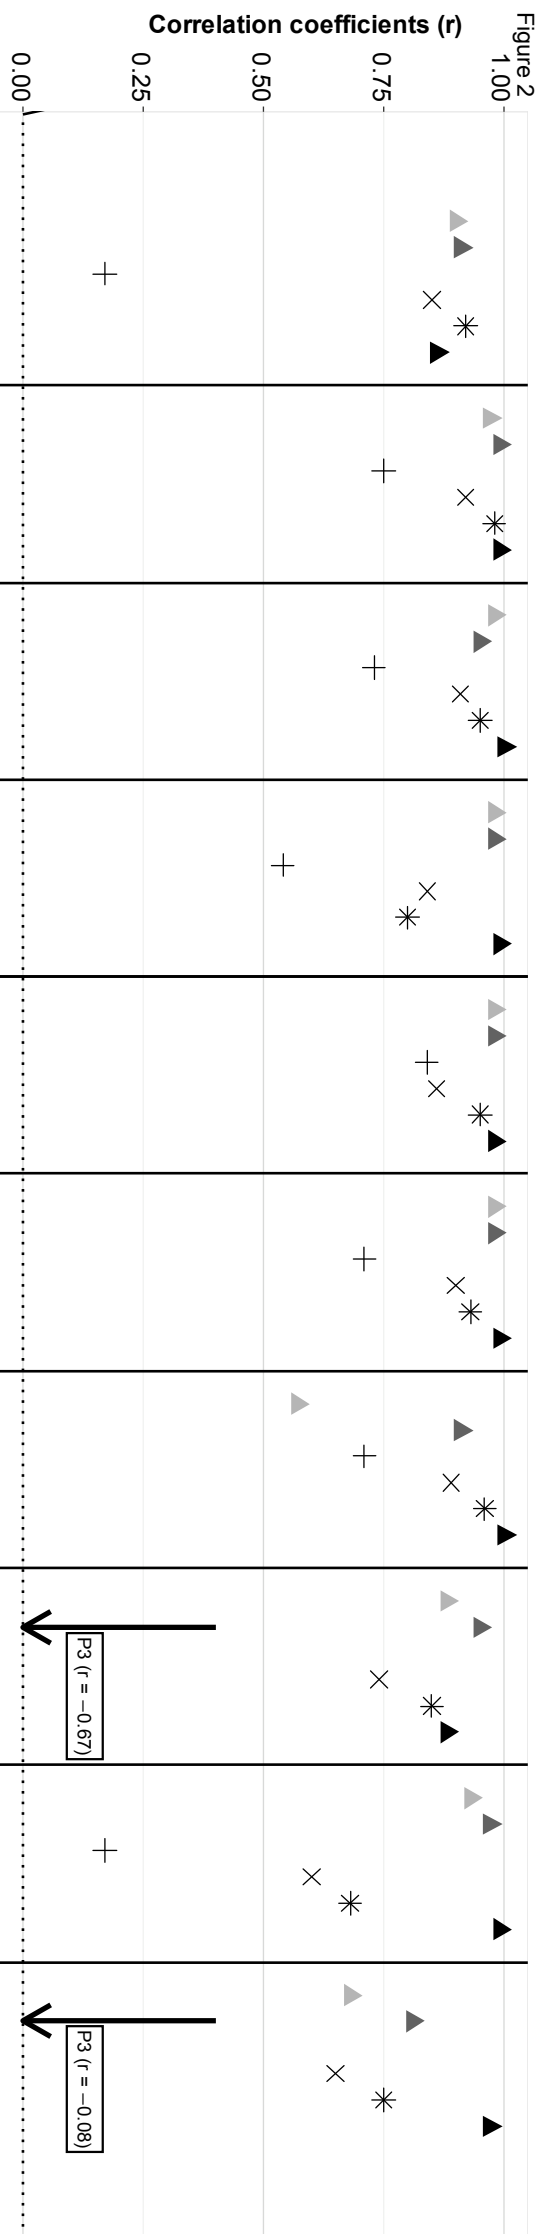 Figure 2
Correlation coefficients (r)
1.00
0.75
0.50
0.25
0.00
P3 (r = −0.67)
P3 (r = −0.08)